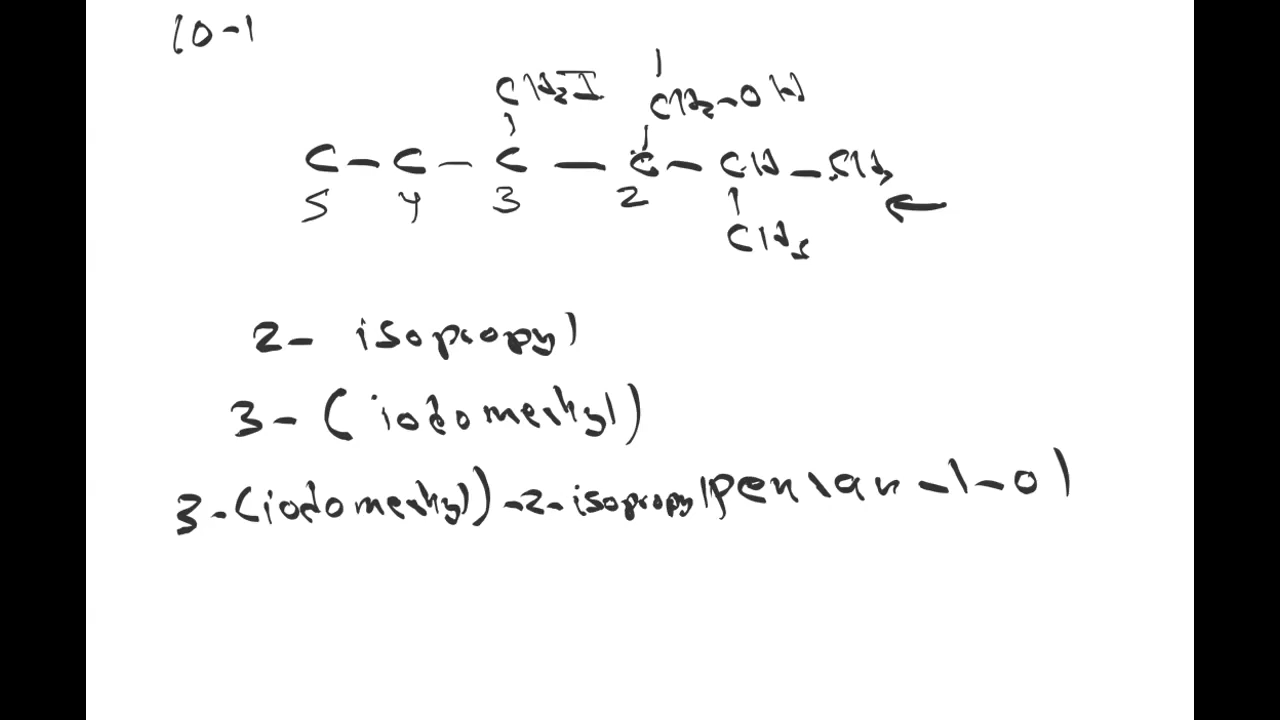 10-1
CH2I CH2-OH
C-C-C-C-CH-CH3
5 4 3 2
CH3
2- isopropyl
3-(iodomethyl)
3-(iodomethyl)-2-isopropylpentan-1-ol